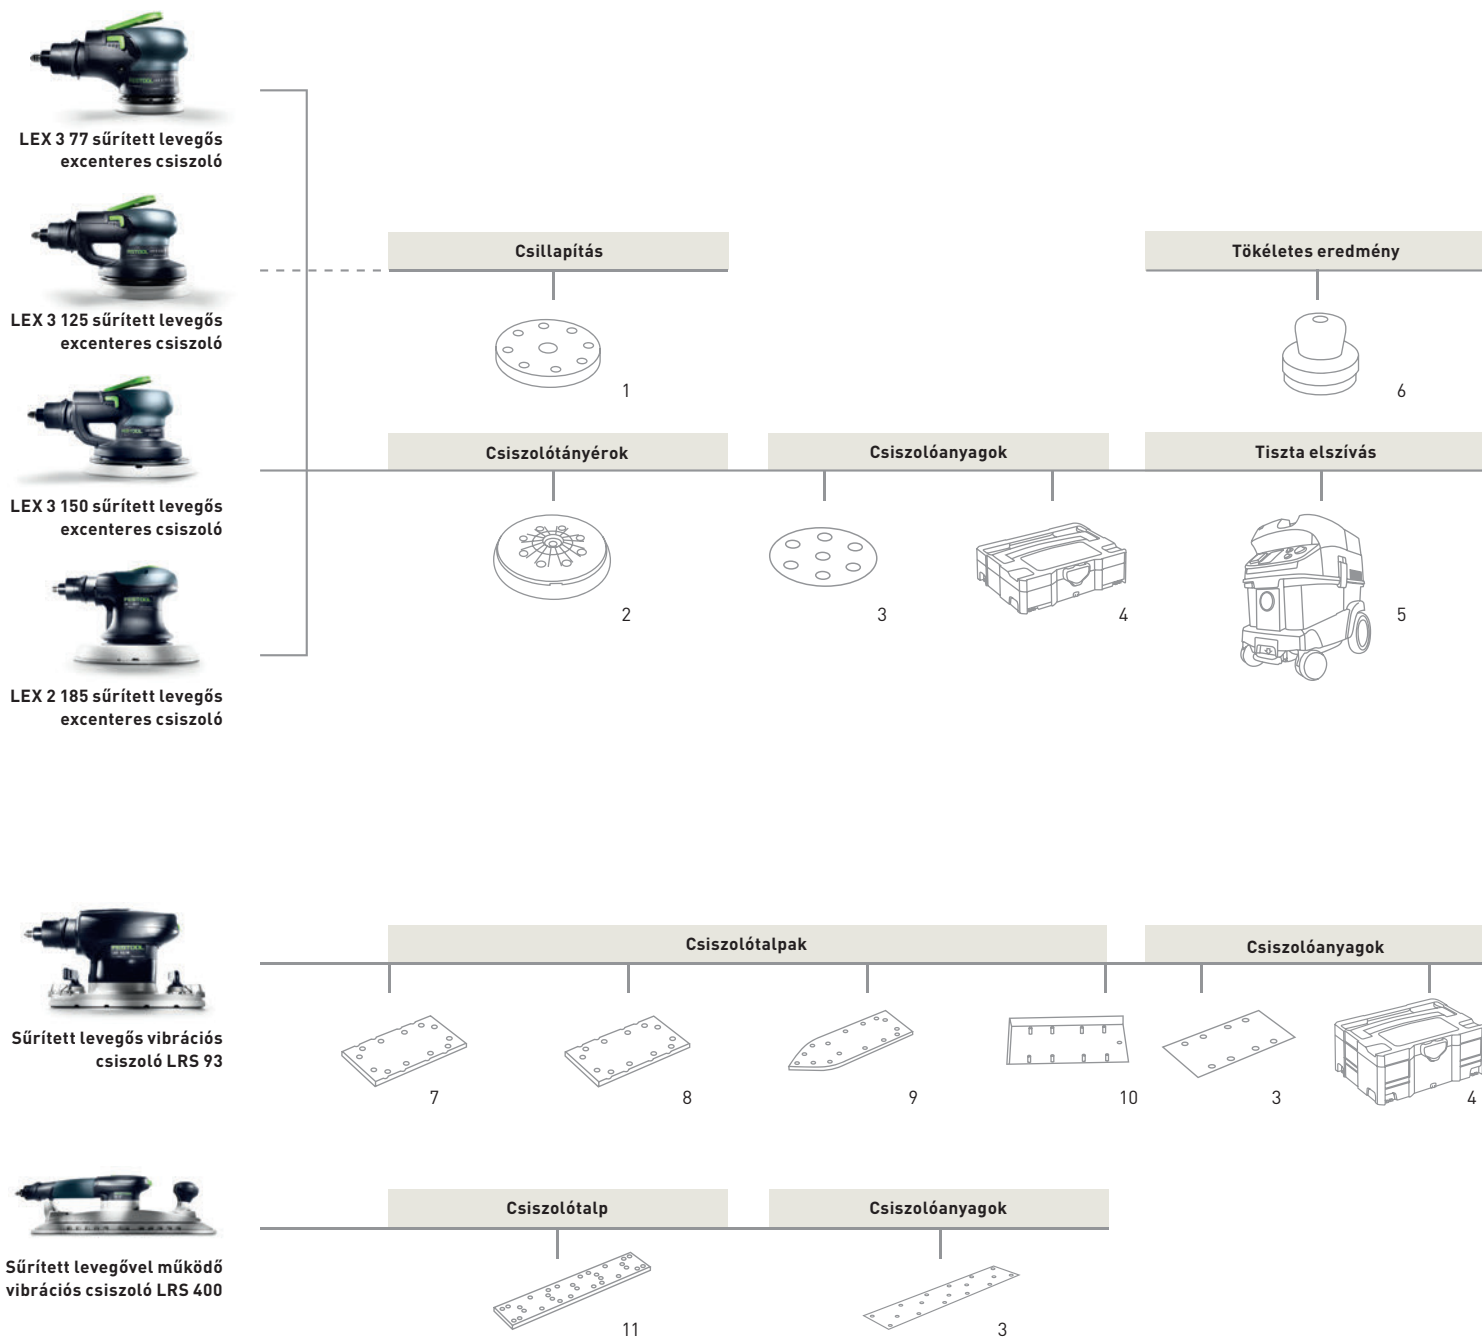 LEX 3 77 sűrített levegős
excenteres csiszoló
LEX 3 125 sűrített levegős
excenteres csiszoló
LEX 3 150 sűrített levegős
excenteres csiszoló
LEX 2 185 sűrített levegős
excenteres csiszoló
Csillapítás
1
Tökéletes eredmény
6
Csiszolótányérok
2
Csiszolóanyagok
3
4
Tiszta elszívás
5
Sűrített levegős vibrációs
csiszoló LRS 93
Csiszolótalpak
7
8
9
10
Csiszolóanyagok
3
4
Sűrített levegővel működő
vibrációs csiszoló LRS 400
Csiszolótalp
11
Csiszolóanyagok
3